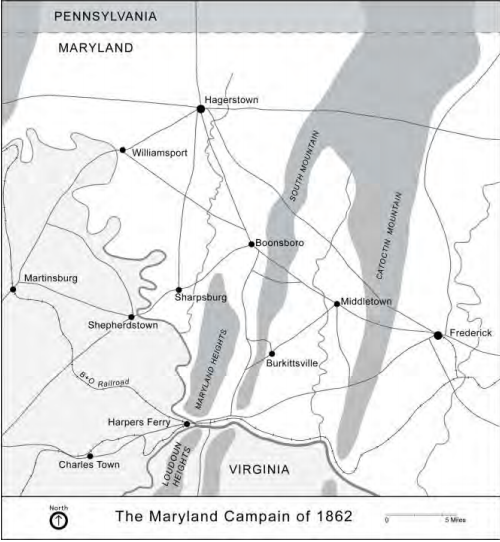 PENNSYLVANIA
MARYLAND
Hagerstown
Williamsport
SOUTH MOUNTAIN
CATOCTIN MOUNTAIN
Boonsboro
Martinsburg
Sharpsburg
Middletown
Shepherdstown
Frederick
MARYLAND HEIGHTS
Burkittsville
B+O Railroad
Harpers Ferry
LOUDOUN
HEIGHTS
Charles Town
VIRGINIA
North
The Maryland Campain of 1862
0
5 Miles